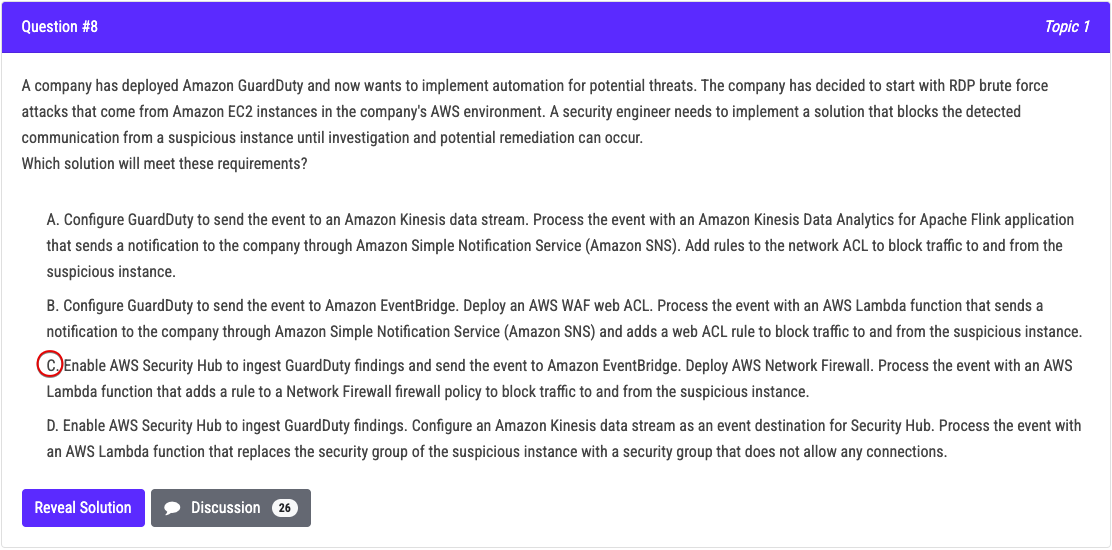 Question #8
Topic 1
A company has deployed Amazon GuardDuty and now wants to implement automation for potential threats. The company has decided to start with RDP brute force
attacks that come from Amazon EC2 instances in the company's AWS environment. A security engineer needs to implement a solution that blocks the detected
communication from a suspicious instance until investigation and potential remediation can occur.
Which solution will meet these requirements?
A. Configure GuardDuty to send the event to an Amazon Kinesis data stream. Process the event with an Amazon Kinesis Data Analytics for Apache Flink application
that sends a notification to the company through Amazon Simple Notification Service (Amazon SNS). Add rules to the network ACL to block traffic to and from the
suspicious instance.
B. Configure GuardDuty to send the event to Amazon EventBridge. Deploy an AWS WAF web ACL. Process the event with an AWS Lambda function that sends a
notification to the company through Amazon Simple Notification Service (Amazon SNS) and adds a web ACL rule to block traffic to and from the suspicious instance.
C. Enable AWS Security Hub to ingest GuardDuty findings and send the event to Amazon EventBridge. Deploy AWS Network Firewall. Process the event with an AWS
Lambda function that adds a rule to a Network Firewall firewall policy to block traffic to and from the suspicious instance.
D. Enable AWS Security Hub to ingest GuardDuty findings. Configure an Amazon Kinesis data stream as an event destination for Security Hub. Process the event with
an AWS Lambda function that replaces the security group of the suspicious instance with a security group that does not allow any connections.
Reveal Solution
Discussion 26